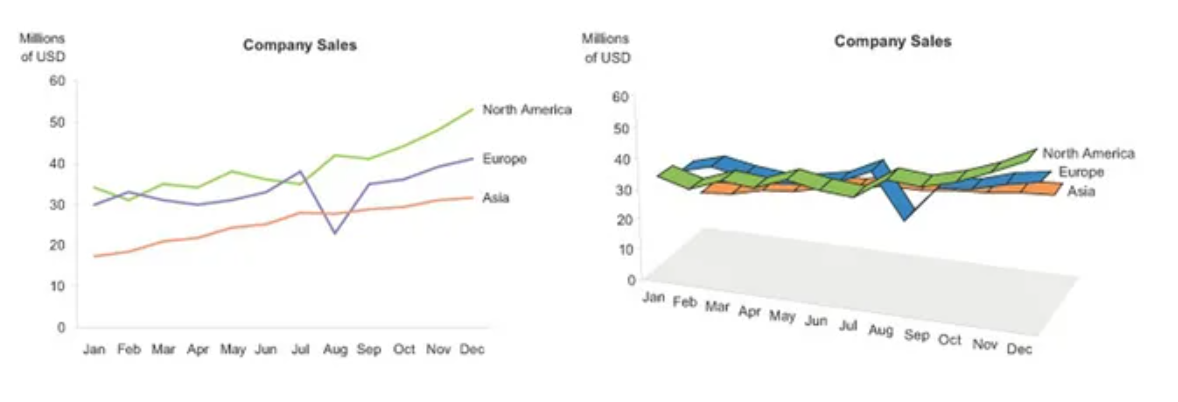 Millions
of USD
Company Sales
60
50
40
30
20
10
0
North America
Europe
Asia
Jan Feb Mar Apr May Jun Jul Aug Sep Oct Nov Dec
Millions
of USD
Company Sales
60
50
40
30
20
10
0
North America
Europe
Asia
Jan Feb Mar Apr May Jun Jul Aug Sep Oct Nov Dec